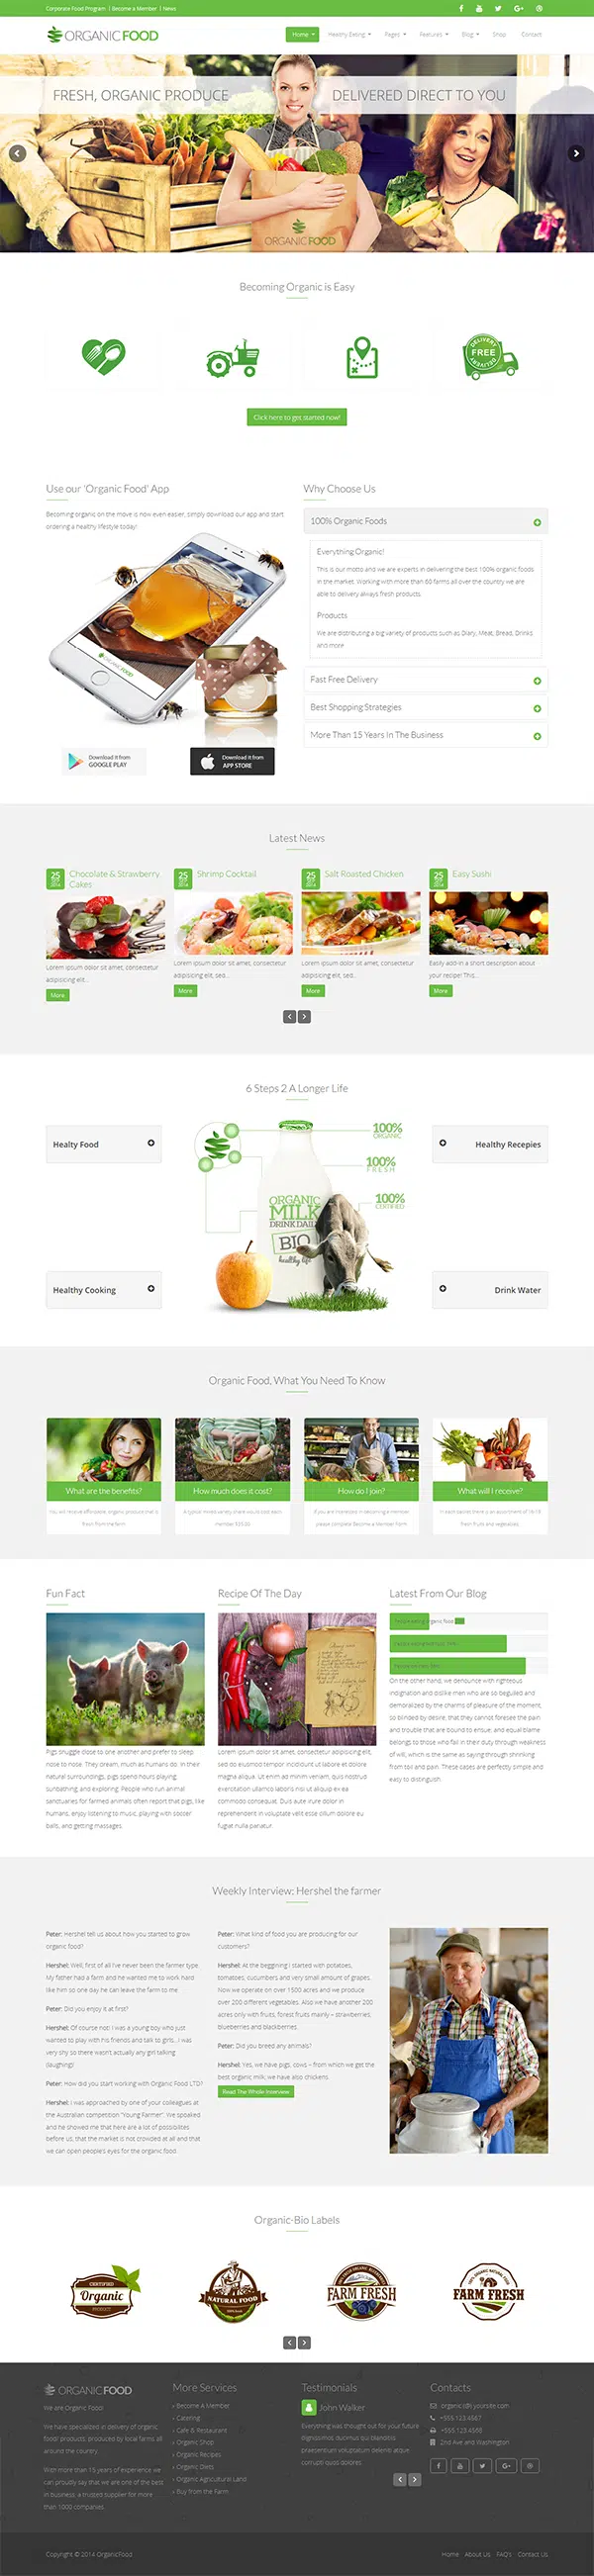 Corporate Food Program | Become a Member | News
ORGANICFOOD
Home Healthy Eating Pages Features Blog Shop Contact
FRESH, ORGANIC PRODUCE
DELIVERED DIRECT TO YOU
ORGANICFOOD
Becoming Organic is Easy
DELIVERY
FREE
DELIVERY
Click here to get started now!
Use our 'Organic Food' App
Becoming organic on the move is now even easier, simply download our app and start
ordering a healthy lifestyle today!
ORGANICFOOD
Download it from
GOOGLE PLAY
Download it from
APP STORE
Why Choose Us
100% Organic Foods
Everything Organic!
This is our motto and we are experts in delivering the best 100% organic foods
in the market. Working with more than 60 farms all over the country we are
able to delivery always fresh products.
Products
We are distributing a big variety of products such as Diary, Meat, Bread, Drinks
and more
Fast Free Delivery
Best Shopping Strategies
More Than 15 Years In The Business
Latest News
25
2014
Chocolate & Strawberry
Cakes
Lorem ipsum dolor sit amet, consectetur
adipisicing elit...
More
25
2014
Shrimp Cocktail
Lorem ipsum dolor sit amet, consectetur
adipisicing elit, sed...
More
25
2014
Salt Roasted Chicken
Lorem ipsum dolor sit amet, consectetur
adipisicing elit, sed...
More
25
2014
Easy Sushi
Easily add-in a short description about
your recipe! This...
More
6 Steps 2 A Longer Life
Healty Food
Healthy Cooking
100%
ORGANIC
100%
FRESH
100%
CERTIFIED
ORGANIC
MILK
DRINK DAILY
BIO
healthy life
Healthy Recepies
Drink Water
Organic Food, What You Need To Know
What are the benefits?
You will receive affordable, organic product that is
fresh from the farm
How much does it cost?
A typical mixed variety share would cost each
member $35.00
How do I join?
If you are interested in becoming a member
please complete Become a Member Form
What will I receive?
fresh fruits and vegetables
Fun Fact
Pigs snuggle close to one another and prefer to sleep
nose to nose. They dream, much as humans do. In their
natural surroundings, pigs spend hours playing,
sunbathing, and exploring. People who run animal
sanctuaries for farmed animals often report that pigs, like
humans, enjoy listening to music, playing with soccer
balls, and getting massages.
Recipe Of The Day
Lorem ipsum dolor sit amet, consectetur adipisicing elit,
sed do eiusmod tempor incididunt ut labore et dolore
magna aliqua. Ut enim ad minim veniam, quis nostrud
exercitation ullamco laboris nisi ut aliquip ex ea
commodo consequat. Duis aute irure dolor in
reprehenderit in voluptate velit esse cillum dolore eu
fugiat nulla pariatur.
Latest From Our Blog
People eating organic food
On the other hand, we denounce with righteous
indignation and dislike men who are so beguiled and
demoralized by the charms of pleasure of the moment,
so blinded by desire, that they cannot foresee the pain
and trouble that are bound to ensue; and equal blame
belongs to those who fail in their duty through weakness
of will, which is the same as saying through shrinking
from toil and pain. These cases are perfectly simple and
easy to distinguish.
Weekly Interview: Hershel the farmer
Peter: Hershel tell us about how you started to grow
organic food?
Hershel: Well, first of all I've never been the farmer type.
My father had a farm and he wanted me to work hard
like him so one day he can leave the farm to me
Peter: Did you enjoy it at first?
Hershel: Of course not! I was a young boy who just
wanted to play with his friends and talk to girls...I was
very shy so there wasn't actually any girl talking
(laughing)!
Peter: How did you start working with Organic Food LTD?
Hershel: I was approached by one of your colleagues at
the Australian competition "Young Farmer". We speaked
and he showed me that here are a lot of possibilites
before us, that the market is not crowded at all and that
we can open people's eyes for the organic food.
Peter: What kind of food you are producing for our
customers?
Hershel: At the beggining I started with potatoes,
tomatoes, cucumbers and very small amount of grapes.
Now we operate on over 1500 acres and we produce
over 200 different vegetables. Also we have another 200
acres only with fruits, forest fruits mainly – strawberries
blueberries and blackberries.
Peter: Did you breed any animals?
Hershel: Yes, we have pigs, cows – from which we get the
best organic milk, we have also chickens.
Read The Whole Interview
Organic-Bio Labels
CERTIFIED
Organic
PRODUCT
NATURAL FOOD
FARM FRESH
100% ORGANIC NATURAL FOOD
FARM FRESH
ORGANICFOOD
We are Organic Food!
We have specialized in delivery of organic
food/ products, produced by local farms all
around the country.
With more than 15 years of experience we
can proudly say that we are one of the best
in business, a trusted supplier for more
than 1000 companies.
More Services
› Become A Member
› Catering
› Cafe & Restaurant
› Organic Shop
› Organic Recipes
› Organic Diets
› Organic Agricultural Land
› Buy from the Farm
Testimonials
John Walker
Everything was thought out for your future
dignissimos ducimus qui blanditiis
praesentium voluptatum deleniti atque
corrupti quos dolores
Contacts
organic(@)yoursite.com
+555.123.4567
+555.123.4566
2nd Ave and Washington
Copyright © 2014 OrganicFood
Home About Us FAQ's Contact Us